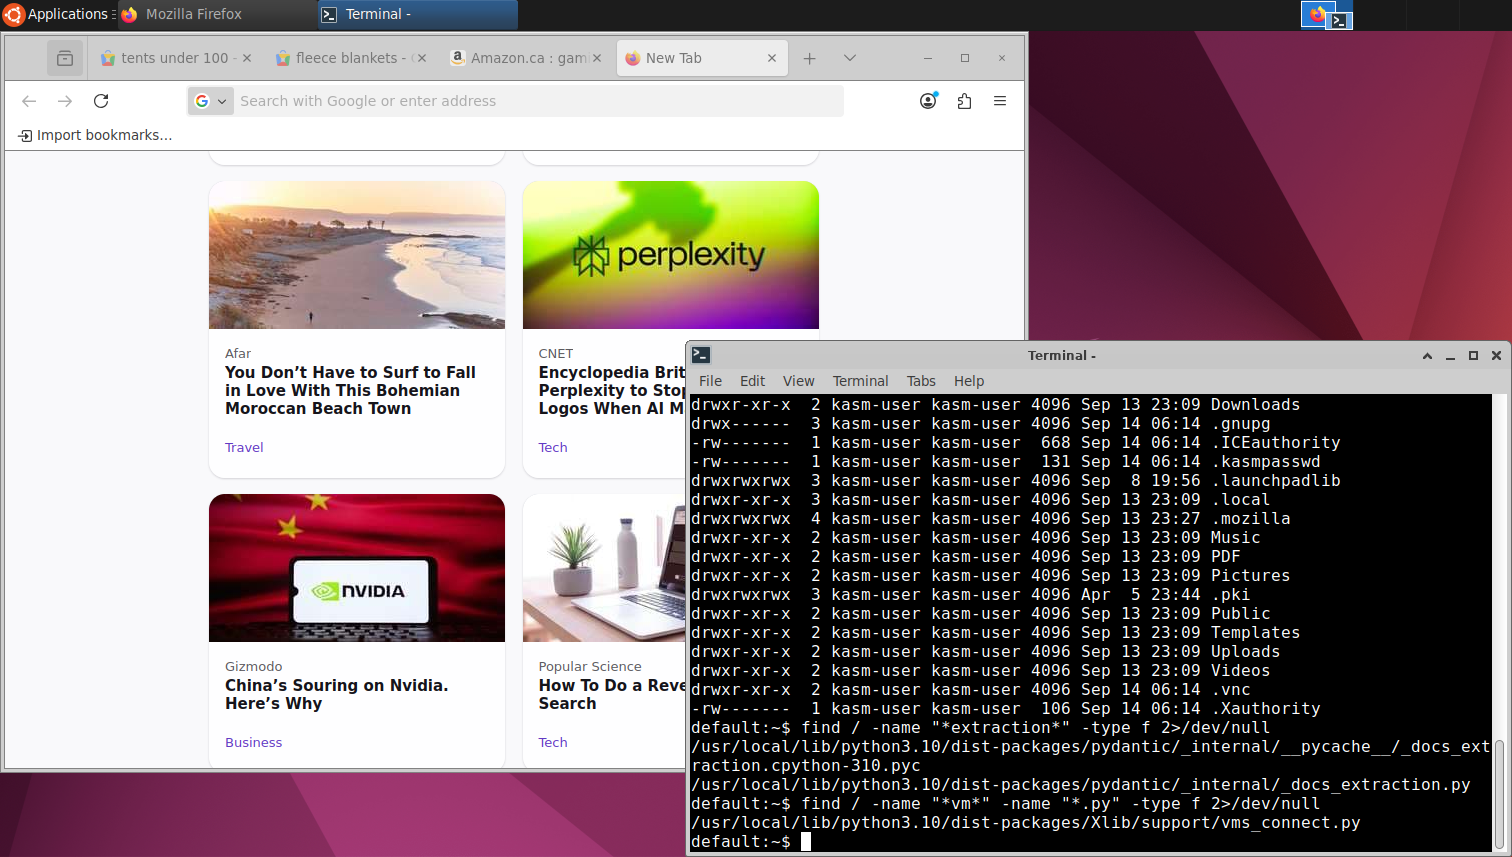 Applications
Mozilla Firefox
Terminal -
tents under 100 -
fleece blankets -
Amazon.ca : gam
New Tab
Search with Google or enter address
Import bookmarks...
perplexity
Afar
You Don't Have to Surf to Fall
in Love With This Bohemian
Moroccan Beach Town
Travel
CNET
Encyclopedia Brit
Perplexity to Stop
Logos When AI M
Tech
NVIDIA
Gizmodo
China's Souring on Nvidia.
Here's Why
Business
Popular Science
How To Do a Reve
Search
Tech
Terminal -
File Edit View Terminal Tabs Help
drwxr-xr-x 2 kasm-user kasm-user 4096 Sep 13 23:09 Downloads
drwx------ 3 kasm-user kasm-user 4096 Sep 14 06:14 .gnupg
-rw------- 1 kasm-user kasm-user 668 Sep 14 06:14 .ICEauthority
-rw------- 1 kasm-user kasm-user 131 Sep 14 06:14 .kasmpasswd
drwxrwxrwx 3 kasm-user kasm-user 4096 Sep 8 19:56 .launchpadlib
drwxr-xr-x 3 kasm-user kasm-user 4096 Sep 13 23:09 .local
drwxrwxrwx 4 kasm-user kasm-user 4096 Sep 13 23:27 .mozilla
drwxr-xr-x 2 kasm-user kasm-user 4096 Sep 13 23:09 Music
drwxr-xr-x 2 kasm-user kasm-user 4096 Sep 13 23:09 PDF
drwxr-xr-x 2 kasm-user kasm-user 4096 Sep 13 23:09 Pictures
drwxrwxrwx 3 kasm-user kasm-user 4096 Apr 5 23:44 .pki
drwxr-xr-x 2 kasm-user kasm-user 4096 Sep 13 23:09 Public
drwxr-xr-x 2 kasm-user kasm-user 4096 Sep 13 23:09 Templates
drwxr-xr-x 2 kasm-user kasm-user 4096 Sep 13 23:09 Uploads
drwxr-xr-x 2 kasm-user kasm-user 4096 Sep 13 23:09 Videos
drwxr-xr-x 2 kasm-user kasm-user 4096 Sep 14 06:14 .vnc
-rw------- 1 kasm-user kasm-user 106 Sep 14 06:14 .Xauthority
default:~$ find / -name "*extraction*" -type f 2>/dev/null
/usr/local/lib/python3.10/dist-packages/pydantic/_internal/__pycache__/_docs_ext
raction.cpython-310.pyc
/usr/local/lib/python3.10/dist-packages/pydantic/_internal/_docs_extraction.py
default:~$ find / -name "*vm*" -name "*.py" -type f 2>/dev/null
/usr/local/lib/python3.10/dist-packages/Xlib/support/vms_connect.py
default:~$